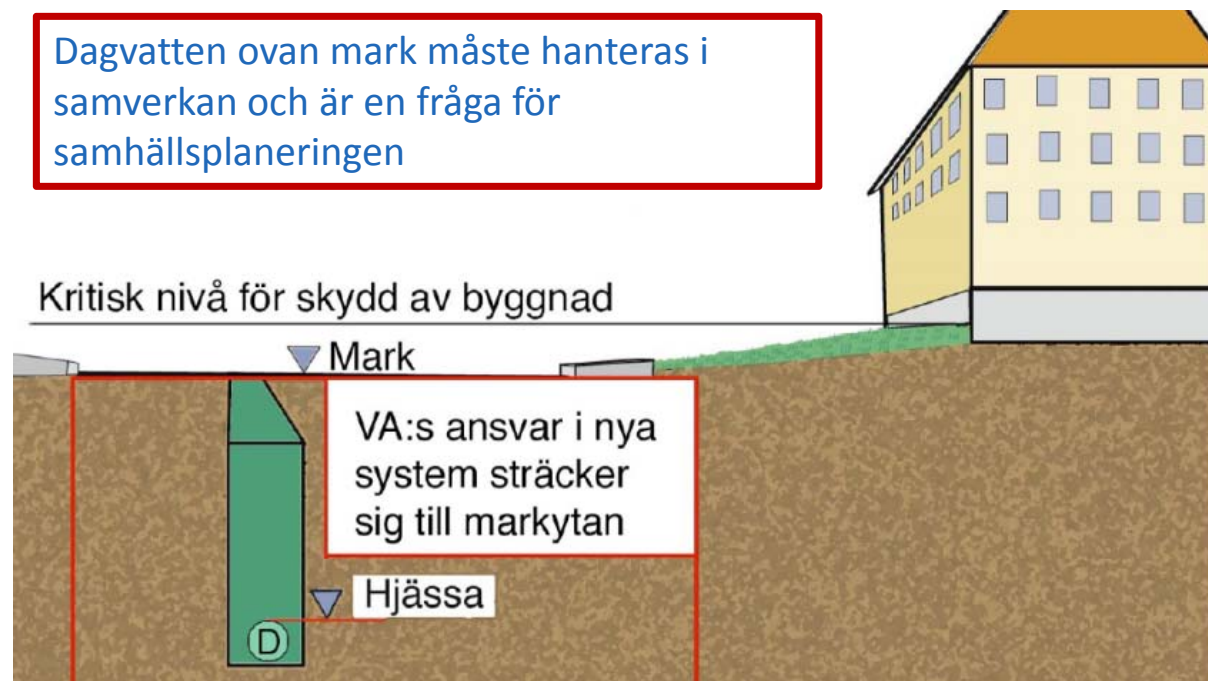 Dagvatten ovan mark måste hanteras i
samverkan och är en fråga för
samhällsplaneringen
Kritisk nivå för skydd av byggnad
Mark
VA:s ansvar i nya
system sträcker
sig till markytan
Hjässa
D